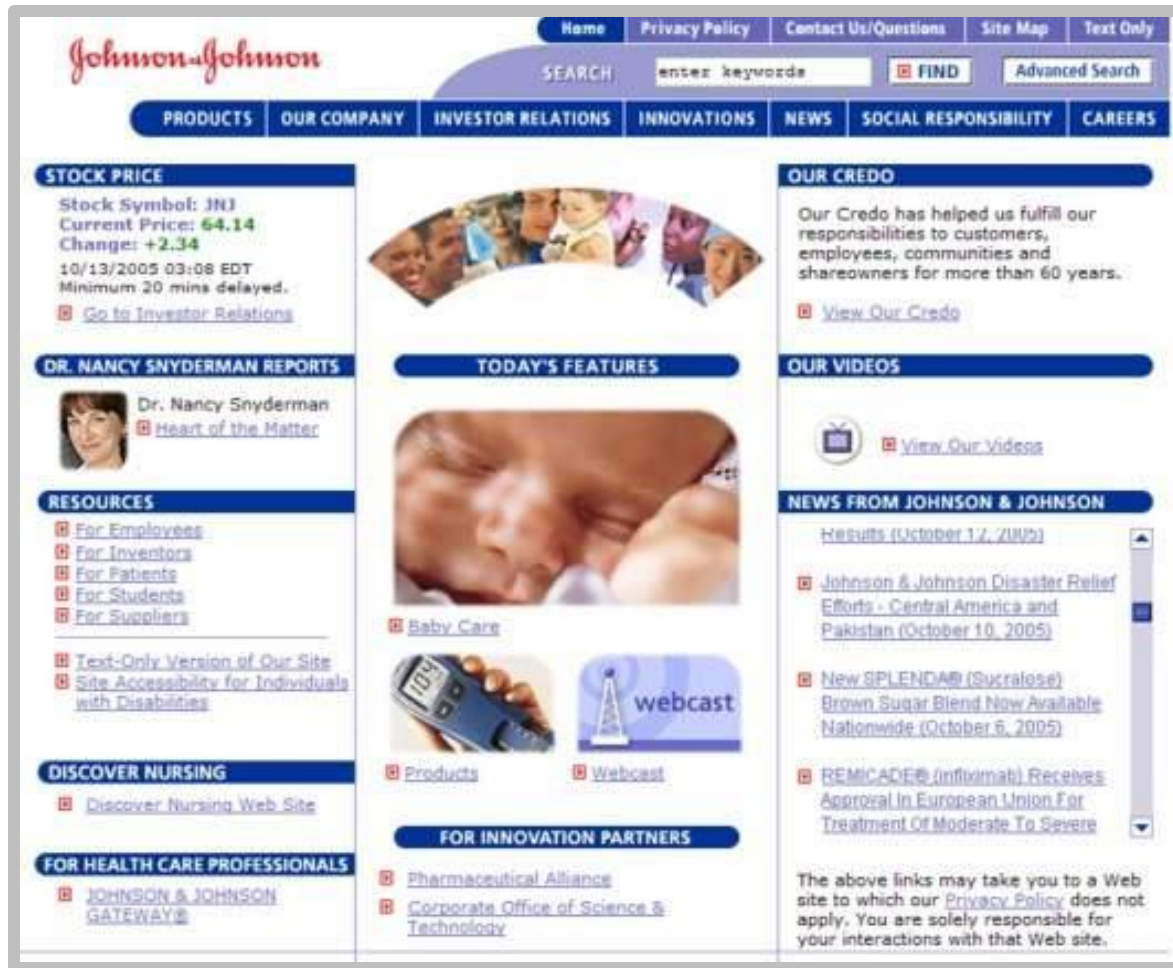 Johnson & Johnson
Home Privacy Policy Contact Us/Questions Site Map Text Only
SEARCH enter keywords FIND Advanced Search
PRODUCTS OUR COMPANY INVESTOR RELATIONS INNOVATIONS NEWS SOCIAL RESPONSIBILITY CAREERS
STOCK PRICE
Stock Symbol: JNJ
Current Price: 64.14
Change: +2.34
10/13/2005 03:08 EDT
Minimum 20 mins delayed.
Go to Investor Relations
DR. NANCY SNYDERMAN REPORTS
Dr. Nancy Snyderman
Heart of the Matter
RESOURCES
For Employees
For Inventors
For Patients
For Students
For Suppliers
Text-Only Version of Our Site
Site Accessibility for Individuals
with Disabilities
DISCOVER NURSING
Discover Nursing Web Site
FOR HEALTH CARE PROFESSIONALS
JOHNSON & JOHNSON
GATEWAY®
TODAY'S FEATURES
Baby Care
104
webcast
Products
Webcast
FOR INNOVATION PARTNERS
Pharmaceutical Alliance
Corporate Office of Science &
Technology
OUR CREDO
Our Credo has helped us fulfill our
responsibilities to customers,
employees, communities and
shareowners for more than 60 years.
View Our Credo
OUR VIDEOS
View Our Videos
NEWS FROM JOHNSON & JOHNSON
Results (October 12, 2005)
Johnson & Johnson Disaster Relief
Efforts - Central America and
Pakistan (October 10, 2005)
New SPLENDA® (Sucralose)
Brown Sugar Blend Now Available
Nationwide (October 6, 2005)
REMICADE® (infliximab) Receives
Approval In European Union For
Treatment Of Moderate To Severe
The above links may take you to a Web
site to which our Privacy Policy does not
apply. You are solely responsible for
your interactions with that Web site.